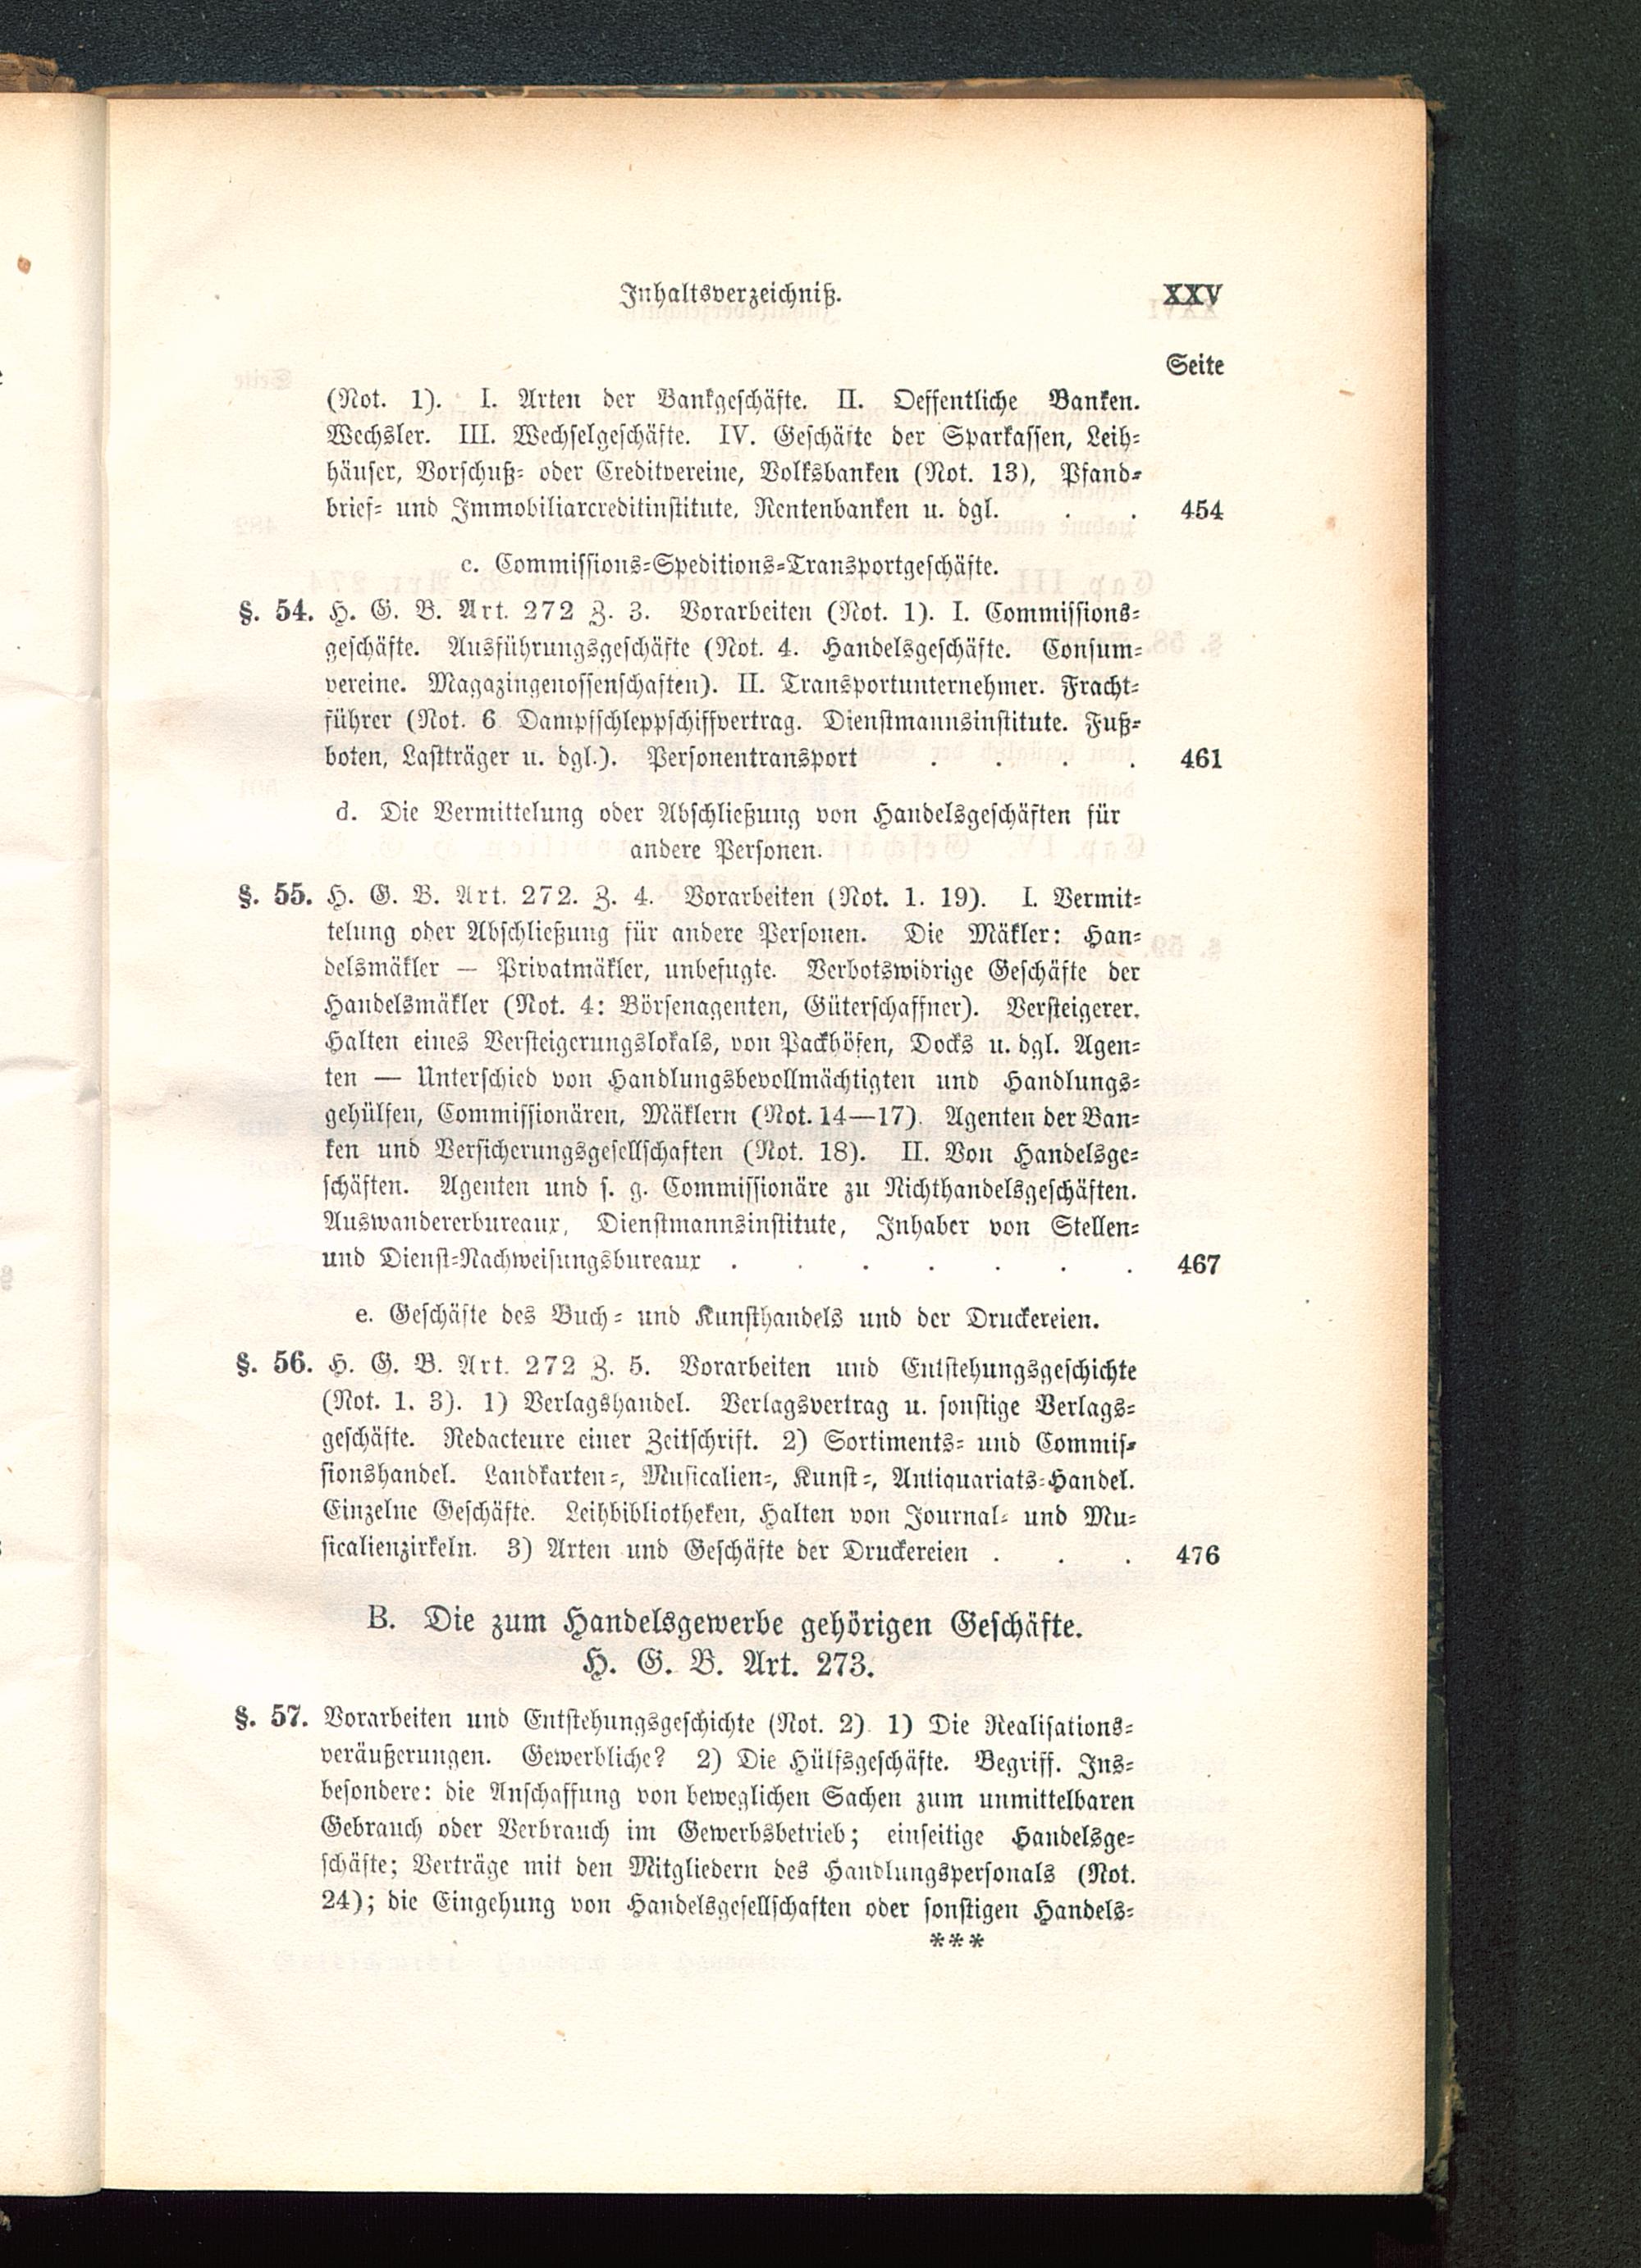 Inhaltsverzeichniß. XXV
Seite
(Not. 1). I. Arten der Bankgeschäfte. II. Oeffentliche Banken.
Wechsler. III. Wechselgeschäfte. IV. Geschäfte der Sparkassen, Leih-
häuser, Vorschuß- oder Creditvereine, Volksbanken (Not. 13), Pfand-
brief- und Immobiliarcreditinstitute, Rentenbanken u. dgl. . . 454
c. Commissions-Speditions-Transportgeschäfte.
§. 54. H. G. B. Art. 272 Z. 3. Vorarbeiten (Not. 1). I. Commissions-
geschäfte. Ausführungsgeschäfte (Not. 4. Handelsgeschäfte. Consum-
vereine. Magazingenossenschaften). II. Transportunternehmer. Fracht-
führer (Not. 6 Dampfschleppschiffvertrag. Dienstmannsinstitute. Fuß-
boten, Lastträger u. dgl.). Personentransport . . . . 461
d. Die Vermittelung oder Abschließung von Handelsgeschäften für
andere Personen.
§. 55. H. G. B. Art. 272. Z. 4. Vorarbeiten (Not. 1. 19). I. Vermit-
telung oder Abschließung für andere Personen. Die Mäkler: Han-
delsmäkler — Privatmäkler, unbefugte. Verbotswidrige Geschäfte der
Handelsmäkler (Not. 4: Börsenagenten, Güterschaffner). Versteigerer.
Halten eines Versteigerungslokals, von Packhöfen, Docks u. dgl. Agen-
ten — Unterschied von Handlungsbevollmächtigten und Handlungs-
gehülfen, Commissionären, Mäklern (Not. 14—17). Agenten der Ban-
ken und Versicherungsgesellschaften (Not. 18). II. Von Handelsge-
schäften. Agenten und s. g. Commissionäre zu Nichthandelsgeschäften.
Auswandererbureaux, Dienstmannsinstitute, Inhaber von Stellen-
und Dienst-Nachweisungsbureaux . . . . . . . 467
e. Geschäfte des Buch- und Kunsthandels und der Druckereien.
§. 56. H. G. B. Art. 272 Z. 5. Vorarbeiten und Entstehungsgeschichte
(Not. 1. 3). 1) Verlagshandel. Verlagsvertrag u. sonstige Verlags-
geschäfte. Redacteure einer Zeitschrift. 2) Sortiments- und Commis-
sionshandel. Landkarten-, Musicalien-, Kunst-, Antiquariats-Handel.
Einzelne Geschäfte. Leihbibliotheken, Halten von Journal- und Mu-
sicalienzirkeln. 3) Arten und Geschäfte der Druckereien . . . 476
B. Die zum Handelsgewerbe gehörigen Geschäfte.
H. G. B. Art. 273.
§. 57. Vorarbeiten und Entstehungsgeschichte (Not. 2). 1) Die Realisations-
veräußerungen. Gewerbliche? 2) Die Hülfsgeschäfte. Begriff. Ins-
besondere: die Anschaffung von beweglichen Sachen zum unmittelbaren
Gebrauch oder Verbrauch im Gewerbsbetrieb; einseitige Handelsge-
schäfte; Verträge mit den Mitgliedern des Handlungspersonals (Not.
24); die Eingehung von Handelsgesellschaften oder sonstigen Handels-
***